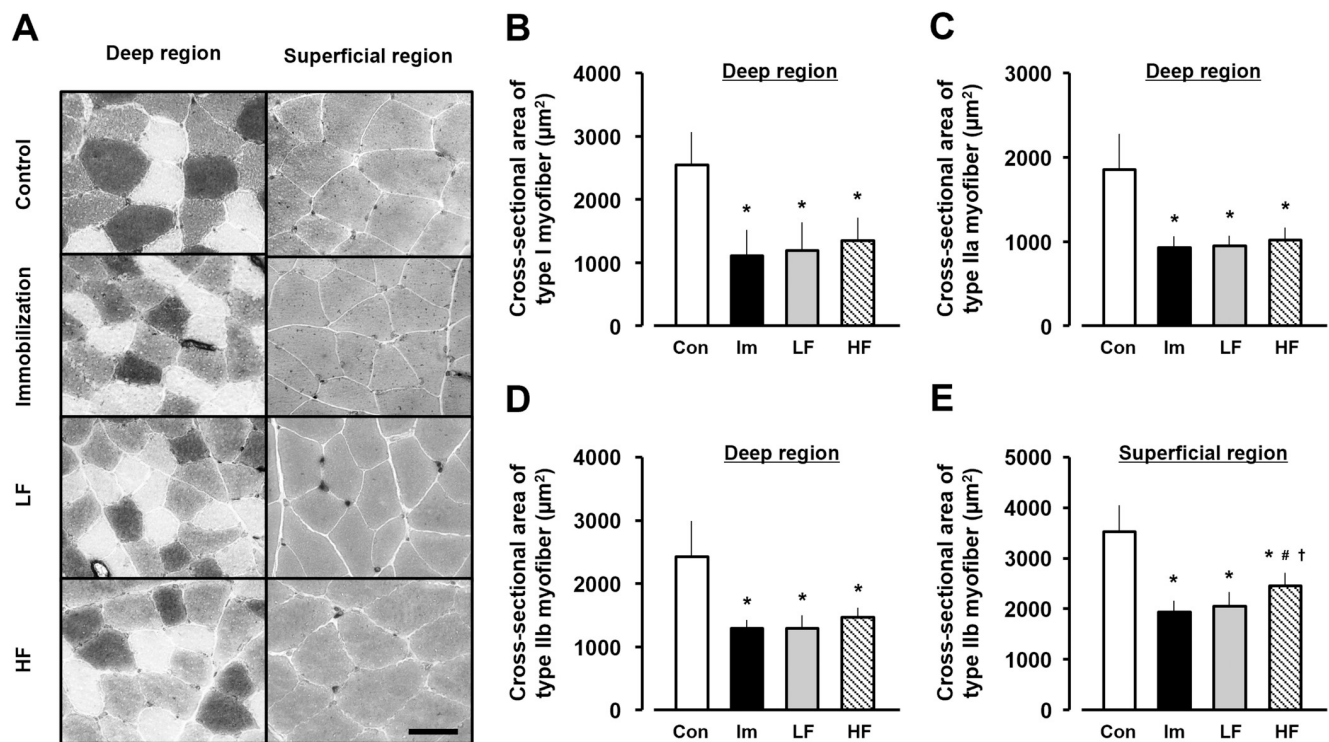 A
Deep region
Superficial region
Control
Immobilization
LF
HF
B
Deep region
Cross-sectional area of
type I myofiber (µm²)
4000
3000
2000
1000
0
*
*
*
Con
Im
LF
HF
C
Deep region
Cross-sectional area of
type IIa myofiber (µm²)
3000
2000
1000
0
*
*
*
Con
Im
LF
HF
D
Deep region
Cross-sectional area of
type IIb myofiber (µm²)
4000
3000
2000
1000
0
*
*
*
Con
Im
LF
HF
E
Superficial region
Cross-sectional area of
type IIb myofiber (µm²)
5000
4000
3000
2000
1000
0
*
*
* # †
Con
Im
LF
HF